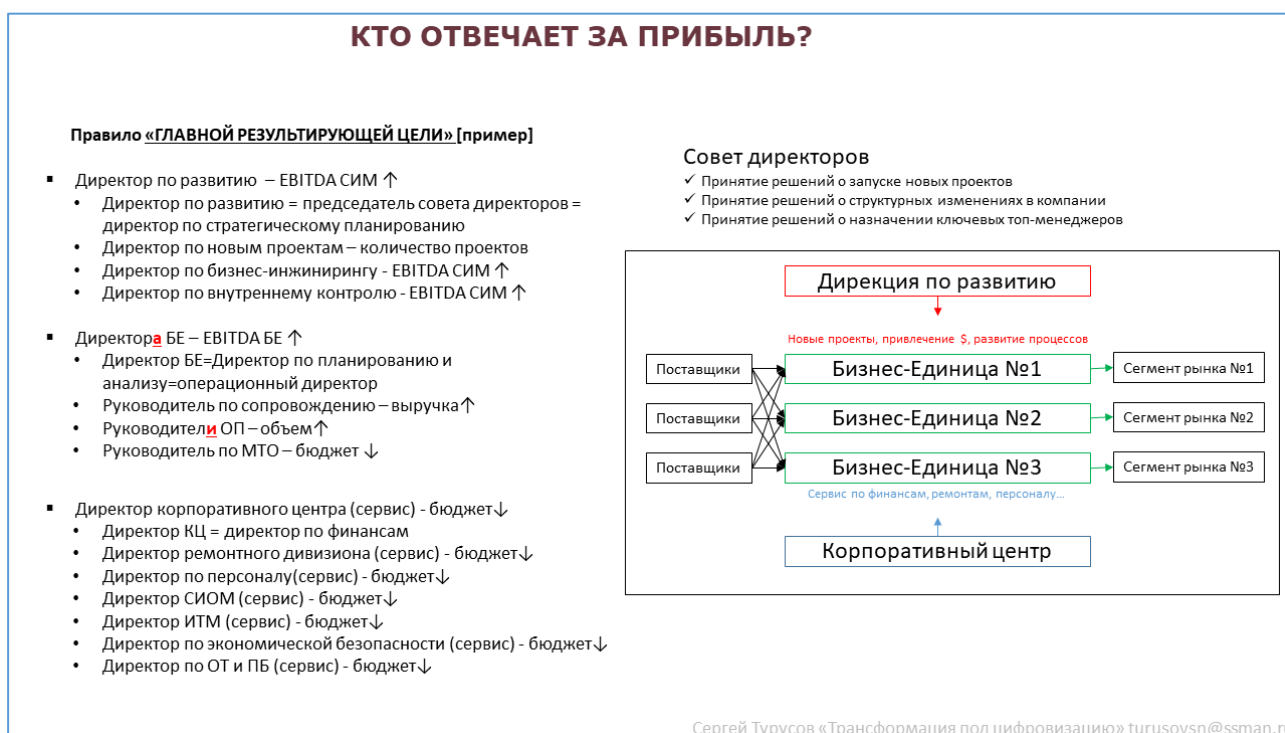 КТО ОТВЕЧАЕТ ЗА ПРИБЫЛЬ?
Правило «ГЛАВНОЙ РЕЗУЛЬТИРУЮЩЕЙ ЦЕЛИ» [пример]
▪ Директор по развитию – EBITDA СИМ ↑
• Директор по развитию = председатель совета директоров =
директор по стратегическому планированию
• Директор по новым проектам – количество проектов
• Директор по бизнес-инжинирингу - EBITDA СИМ ↑
• Директор по внутреннему контролю - EBITDA СИМ ↑
▪ Директора БЕ – EBITDA БЕ ↑
• Директор БЕ=Директор по планированию и
анализу=операционный директор
• Руководитель по сопровождению – выручка↑
• Руководители ОП – объем↑
• Руководитель по МТО – бюджет ↓
▪ Директор корпоративного центра (сервис) - бюджет↓
• Директор КЦ = директор по финансам
• Директор ремонтного дивизиона (сервис) - бюджет↓
• Директор по персоналу(сервис) - бюджет↓
• Директор СИОМ (сервис) - бюджет↓
• Директор ИТМ (сервис) - бюджет↓
• Директор по экономической безопасности (сервис) - бюджет↓
• Директор по ОТ и ПБ (сервис) - бюджет↓
Совет директоров
✓ Принятие решений о запуске новых проектов
✓ Принятие решений о структурных изменениях в компании
✓ Принятие решений о назначении ключевых топ-менеджеров
Дирекция по развитию
Новые проекты, привлечение $, развитие процессов
Поставщики
Бизнес-Единица №1
Сегмент рынка №1
Поставщики
Бизнес-Единица №2
Сегмент рынка №2
Поставщики
Бизнес-Единица №3
Сегмент рынка №3
Сервис по финансам, ремонтам, персоналу...
Корпоративный центр
Сергей Турусов «Трансформация под цифровизацию» turusovsn@ssman.ru